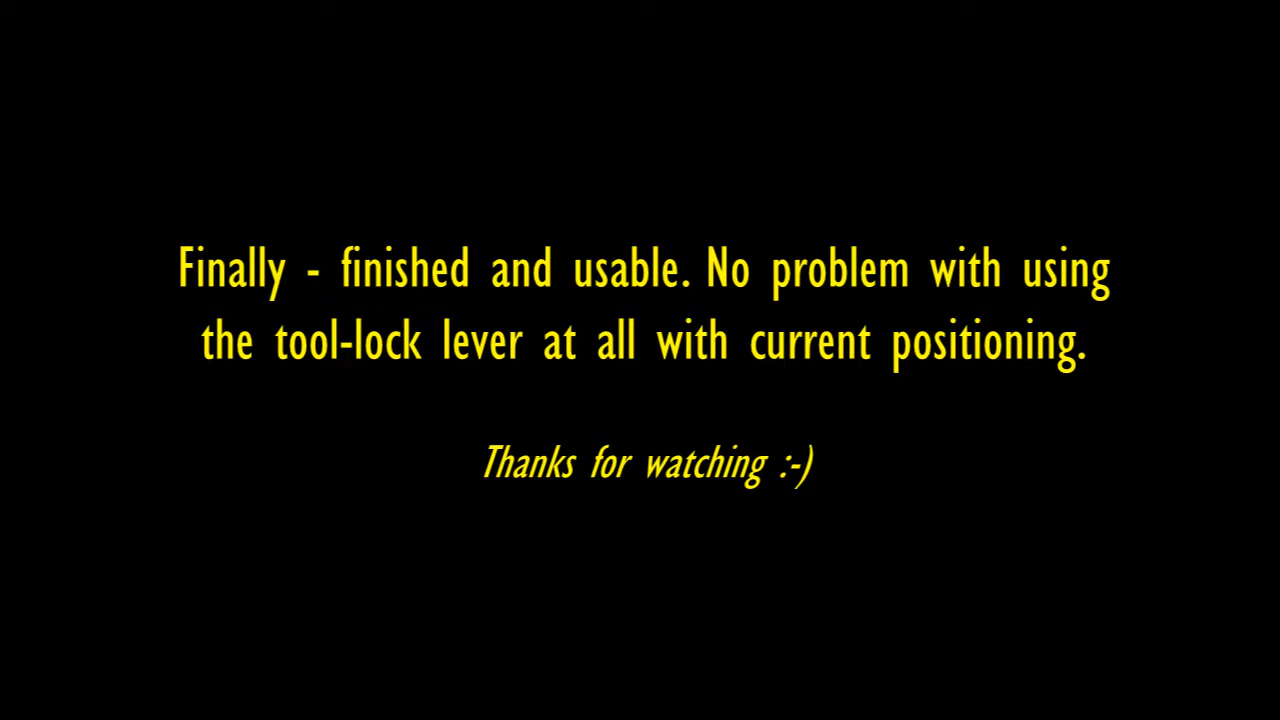 Finally - finished and usable. No problem with using
the tool-lock lever at all with current positioning.
Thanks for watching :-)